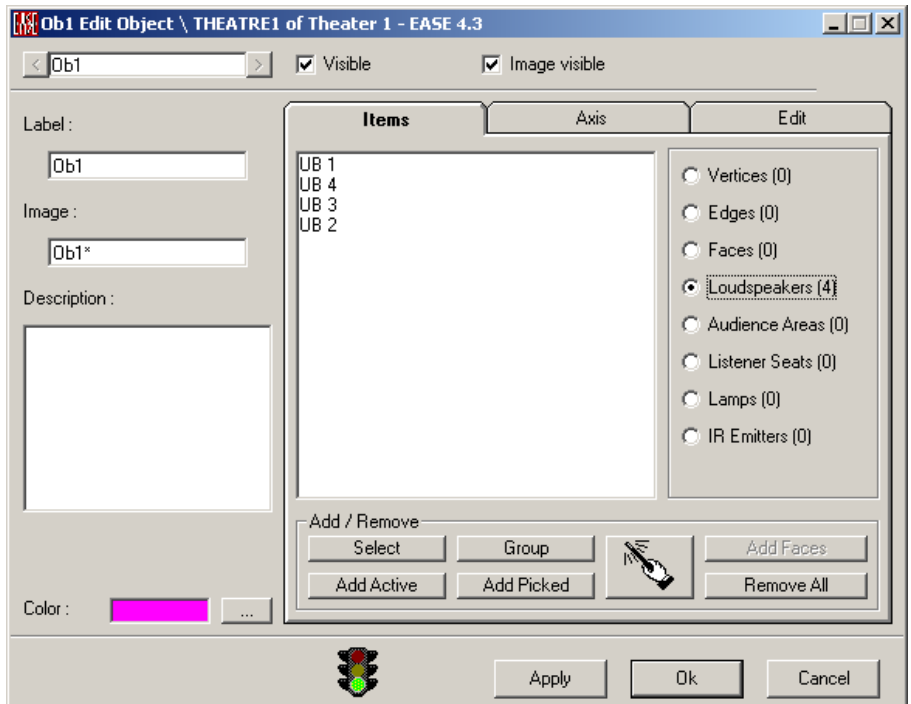 Ob1 Edit Object \ THEATRE1 of Theater 1 - EASE 4.3
< Ob1 > Visible Image visible
Label :
Ob1
Image :
Ob1*
Description :
Color : ...
Items Axis Edit
UB 1
UB 4
UB 3
UB 2
Vertices (0)
Edges (0)
Faces (0)
Loudspeakers (4)
Audience Areas (0)
Listener Seats (0)
Lamps (0)
IR Emitters (0)
Add / Remove
Select Group Add Faces
Add Active Add Picked Remove All
Apply Ok Cancel